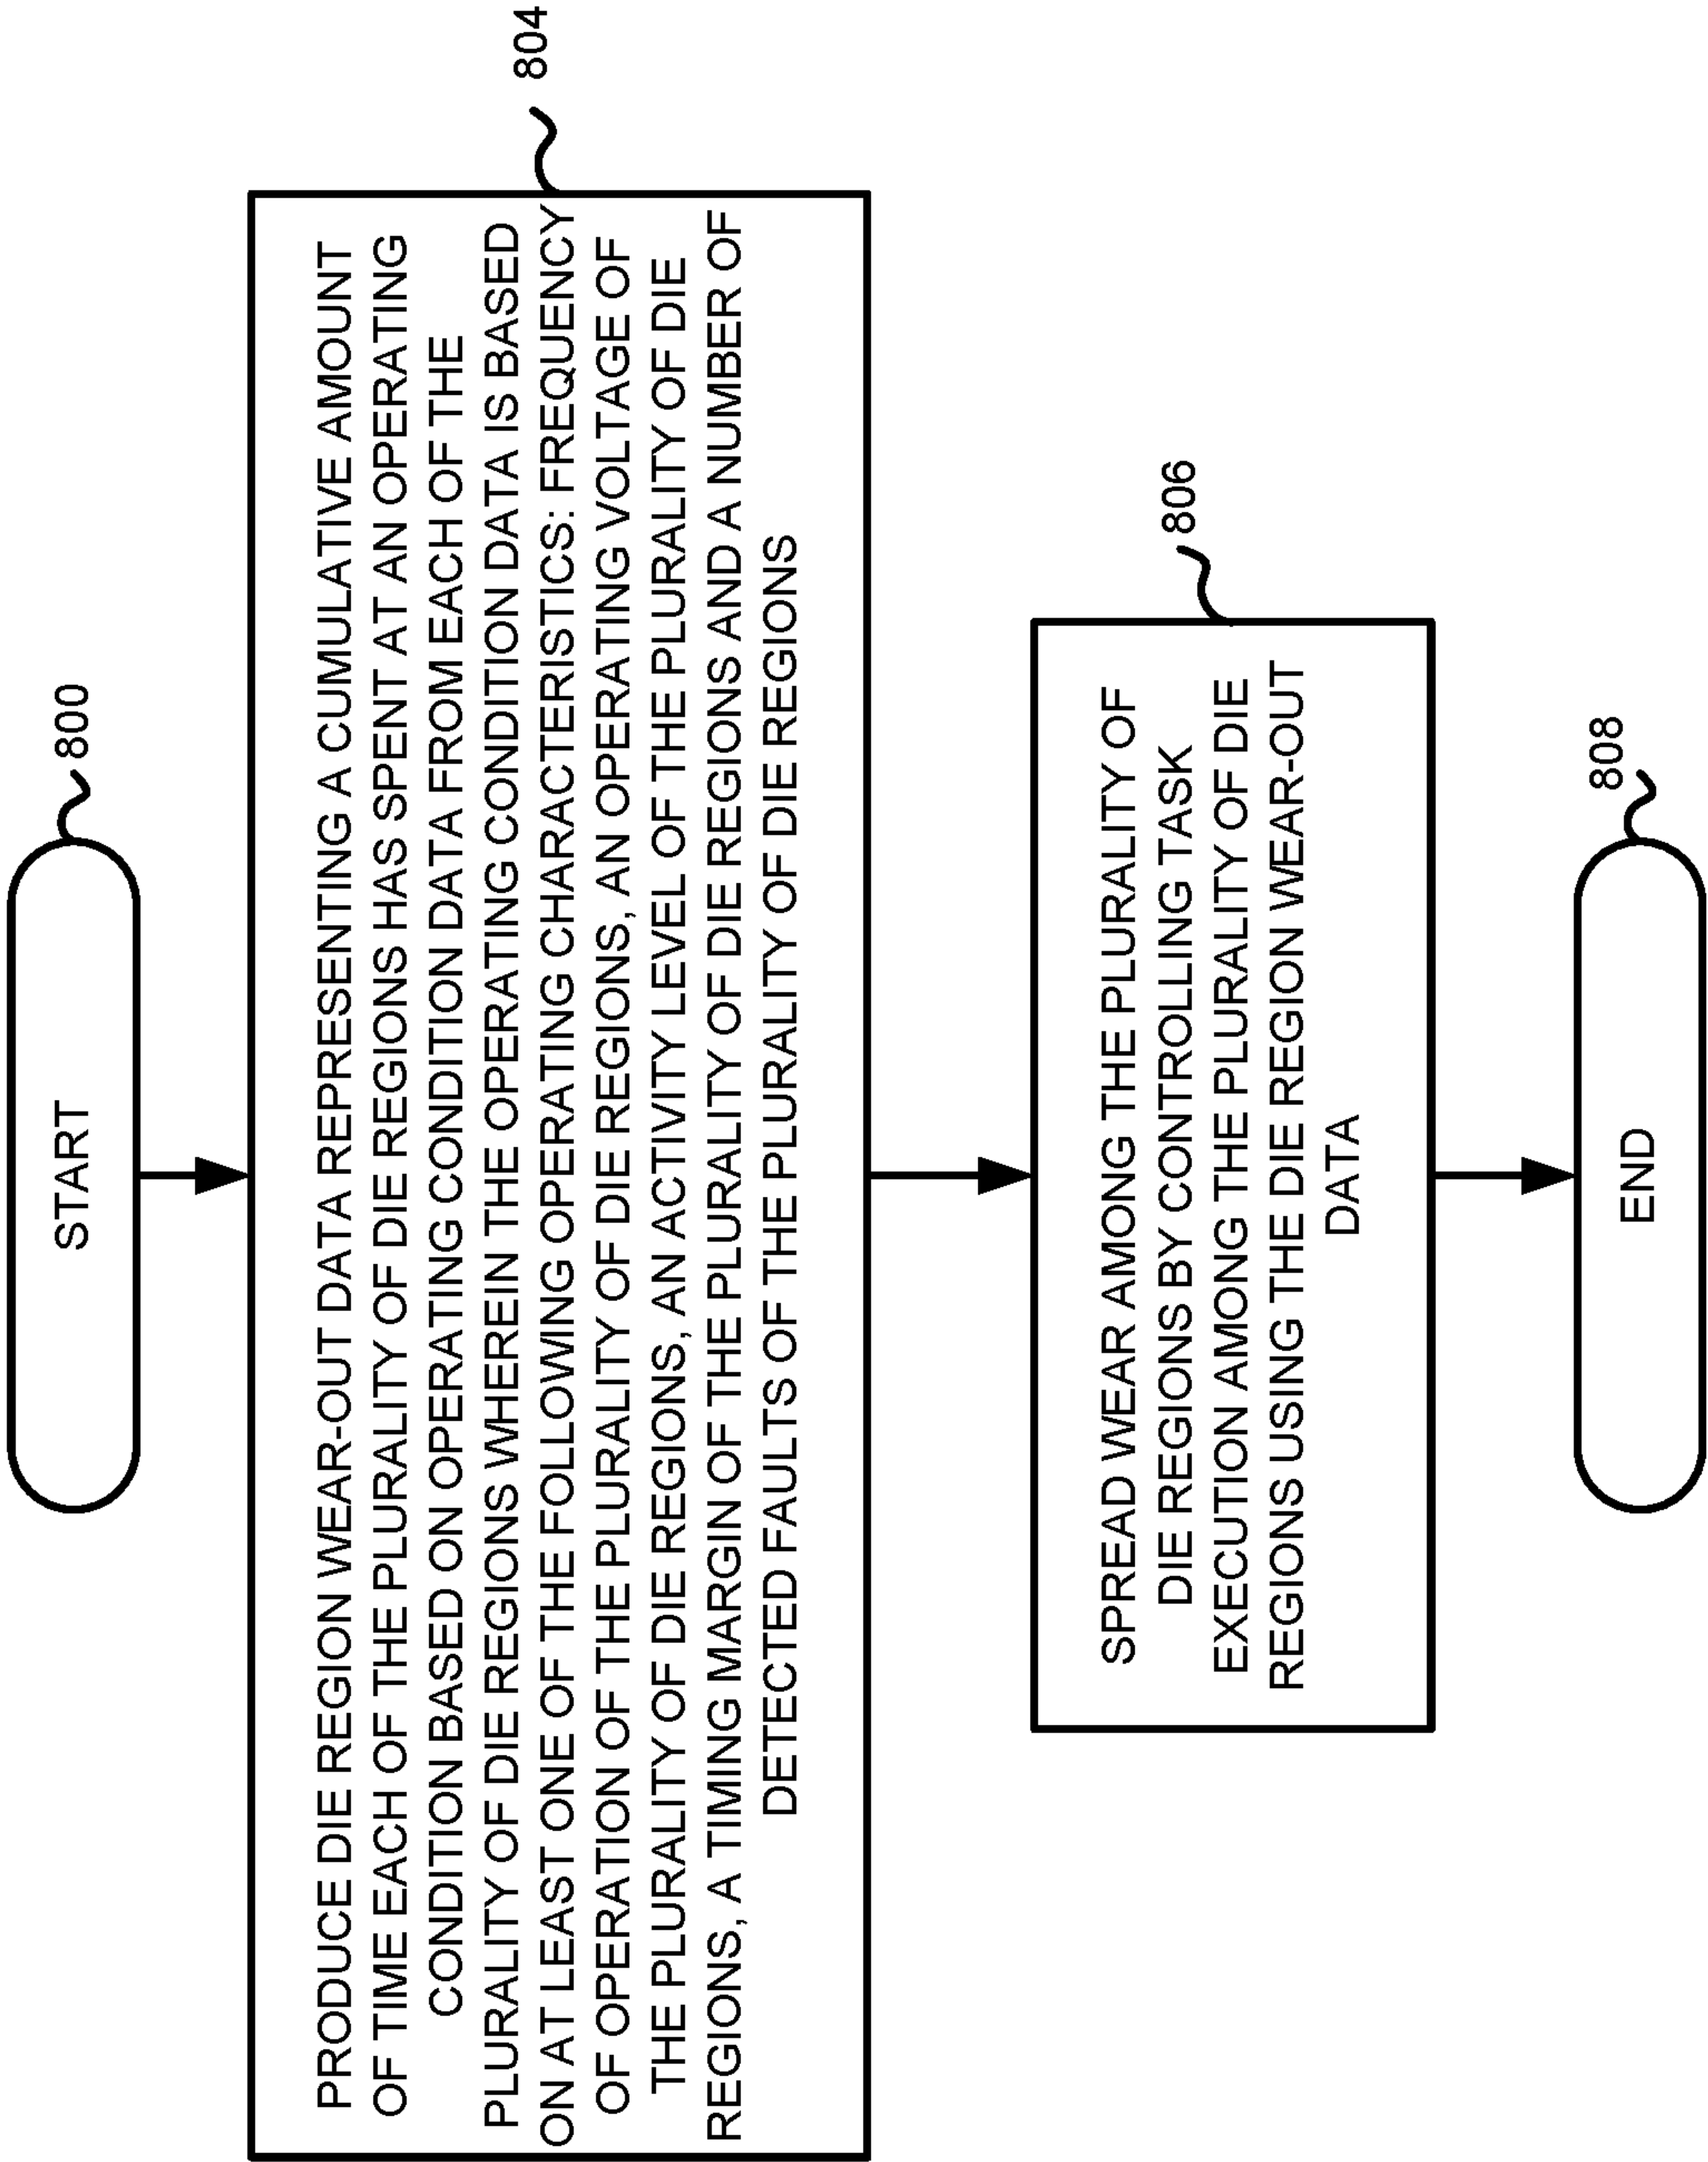 START
800
PRODUCE DIE REGION WEAR-OUT DATA REPRESENTING A CUMULATIVE AMOUNT
OF TIME EACH OF THE PLURALITY OF DIE REGIONS HAS SPENT AT AN OPERATING
CONDITION BASED ON OPERATING CONDITION DATA FROM EACH OF THE
PLURALITY OF DIE REGIONS WHEREIN THE OPERATING CONDITION DATA IS BASED
ON AT LEAST ONE OF THE FOLLOWING OPERATING CHARACTERISTICS: FREQUENCY
OF OPERATION OF THE PLURALITY OF DIE REGIONS, AN OPERATING VOLTAGE OF
THE PLURALITY OF DIE REGIONS, AN ACTIVITY LEVEL OF THE PLURALITY OF DIE
REGIONS, A TIMING MARGIN OF THE PLURALITY OF DIE REGIONS AND A NUMBER OF
DETECTED FAULTS OF THE PLURALITY OF DIE REGIONS
804
SPREAD WEAR AMONG THE PLURALITY OF
DIE REGIONS BY CONTROLLING TASK
EXECUTION AMONG THE PLURALITY OF DIE
REGIONS USING THE DIE REGION WEAR-OUT
DATA
806
END
808